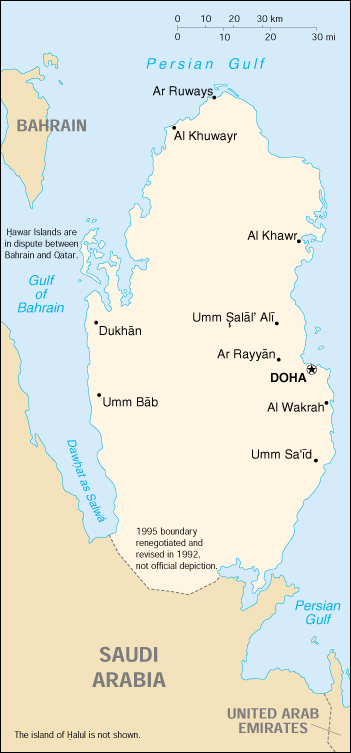 0 10 20 30 km
0 10 20 30 mi
Persian Gulf
Ar Ruways
BAHRAIN
Al Khuwayr
Ḩawar Islands are
in dispute between
Bahrain and Qatar.
Al Khawr
Gulf
of
Bahrain
Umm Şalāl' Alī
Dukhān
Ar Rayyān
DOHA
Umm Bāb
Al Wakrah
Dawḩat as Salwá
Umm Sa'īd
1995 boundary
renegotiated and
revised in 1992,
not official depiction.
Persian
Gulf
SAUDI
ARABIA
UNITED ARAB
EMIRATES
The island of Ḩalul is not shown.